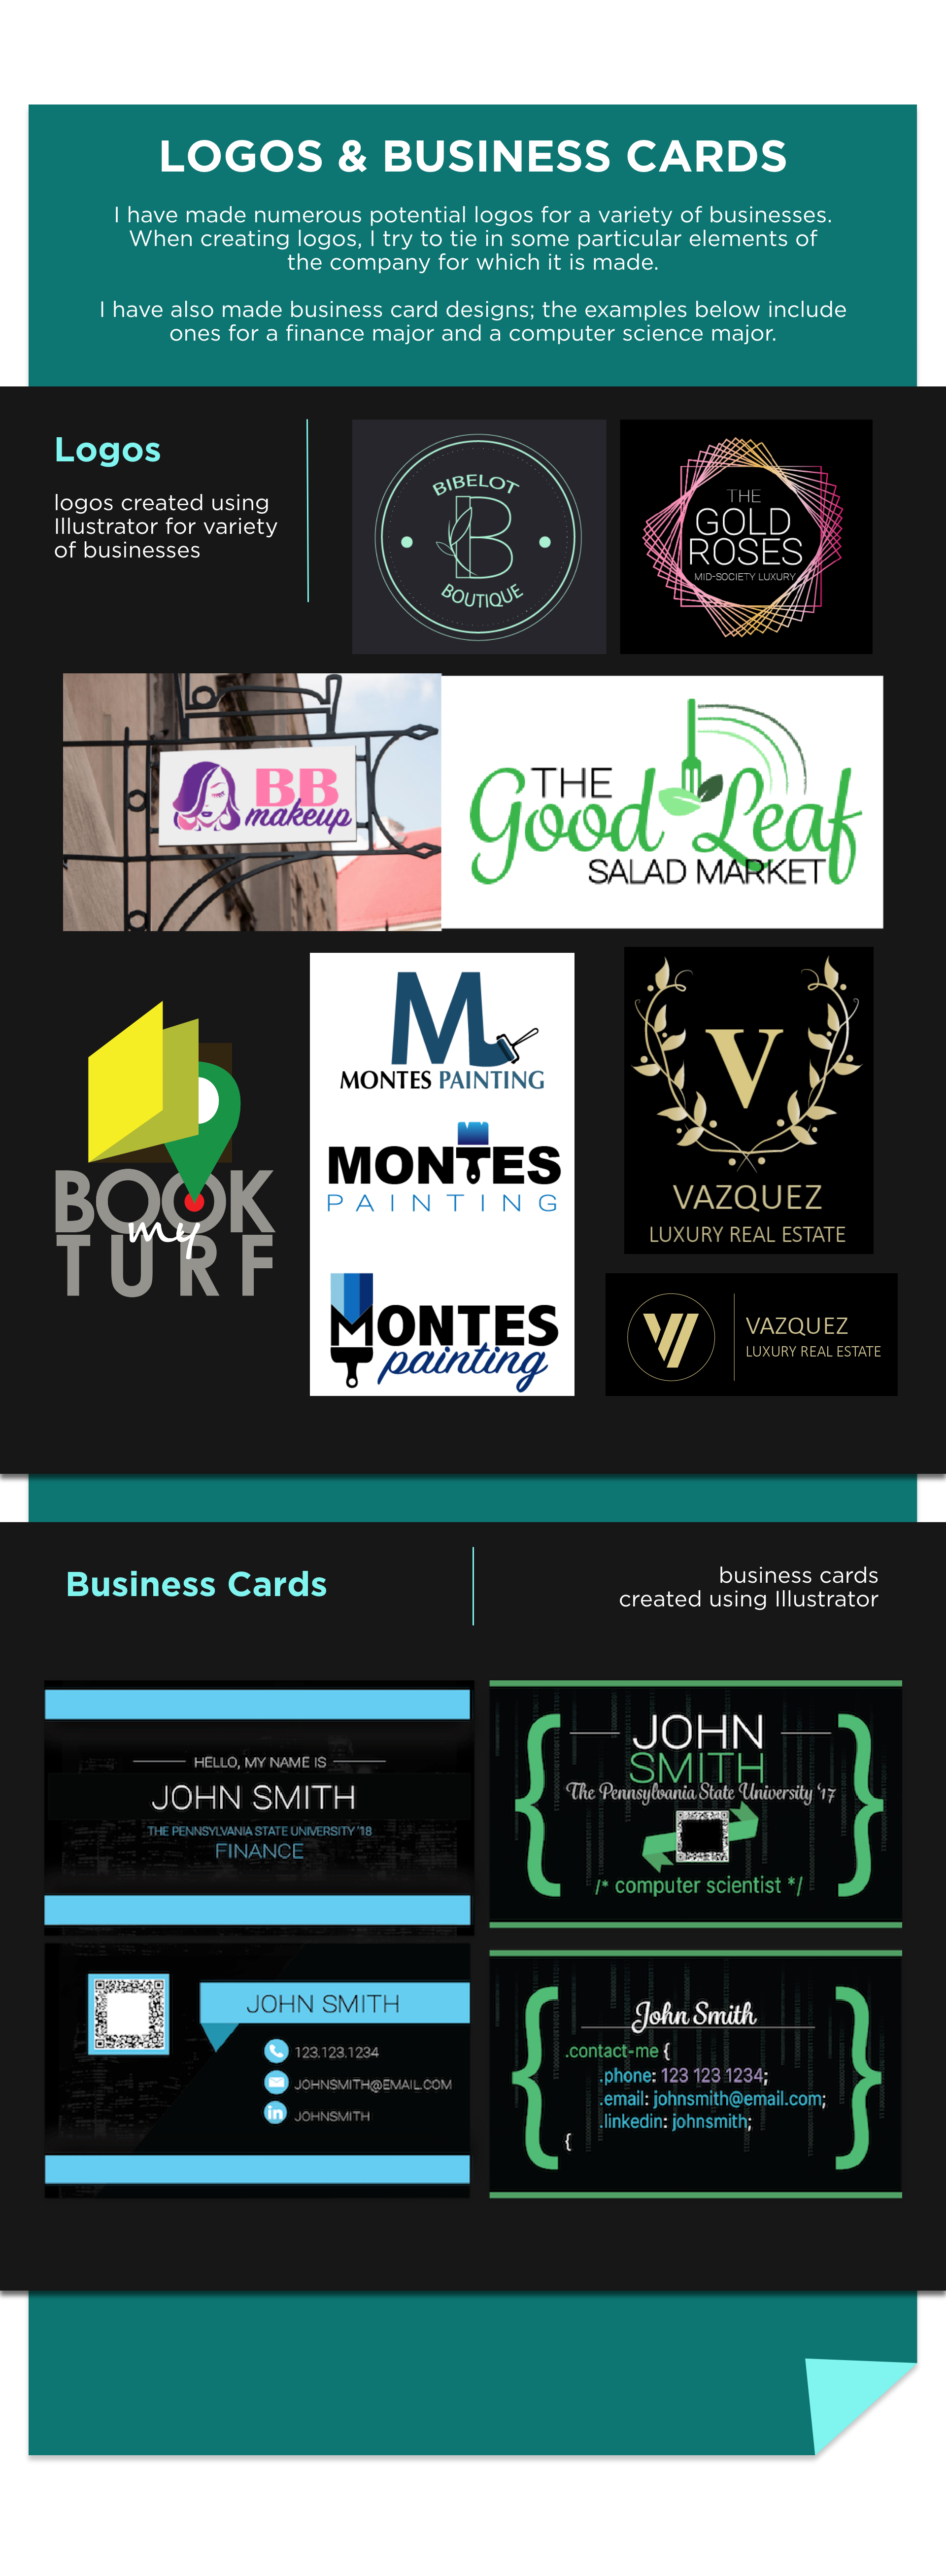 LOGOS & BUSINESS CARDS
I have made numerous potential logos for a variety of businesses.
When creating logos, I try to tie in some particular elements of
the company for which it is made.
I have also made business card designs; the examples below include
ones for a finance major and a computer science major.
Logos
logos created using
Illustrator for variety
of businesses
BIBELOT
B
BOUTIQUE
THE
GOLD
ROSES
MID-SOCIETY LUXURY
BB
makeup
THE
Good Leaf
SALAD MARKET
BOOK
my
TURF
M
MONTES PAINTING
MONTES
PAINTING
MONTES
painting
V
VAZQUEZ
LUXURY REAL ESTATE
V
VAZQUEZ
LUXURY REAL ESTATE
Business Cards
business cards
created using Illustrator
HELLO, MY NAME IS
JOHN SMITH
THE PENNSYLVANIA STATE UNIVERSITY '18
FINANCE
{ JOHN
SMITH
The Pennsylvania State University '17
/* computer scientist */ }
JOHN SMITH
123.123.1234
JOHNSMITH@EMAIL.COM
in JOHNSMITH
{ John Smith
.contact-me {
.phone: 123 123 1234;
.email: johnsmith@email.com;
.linkedin: johnsmith;
{ }